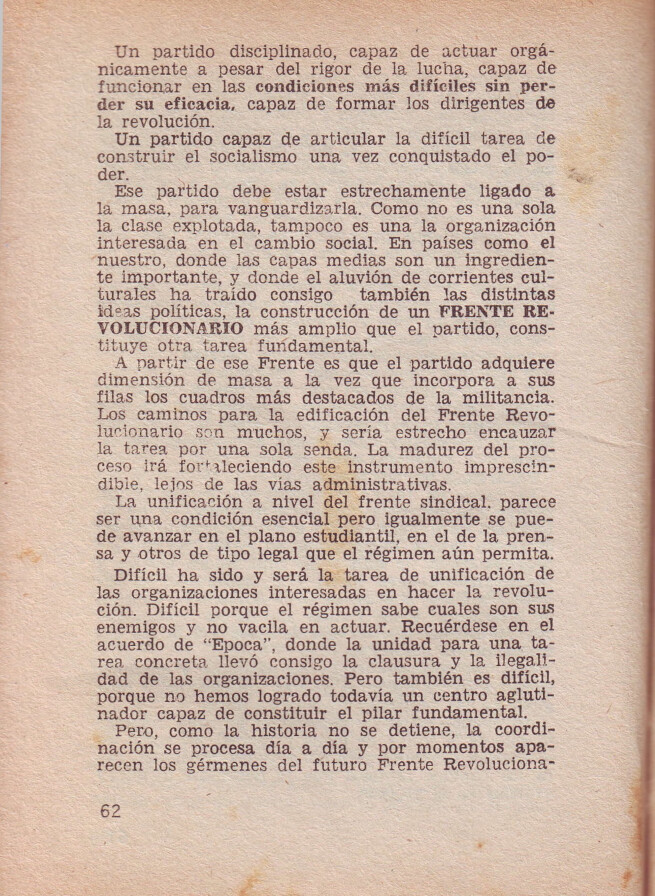 Un partido disciplinado, capaz de actuar orgá-
nicamente a pesar del rigor de la lucha, capaz de
funcionar en las condiciones más difíciles sin per-
der su eficacia, capaz de formar los dirigentes de
la revolución.
Un partido capaz de articular la difícil tarea de
construir el socialismo una vez conquistado el po-
der.
Ese partido debe estar estrechamente ligado a
la masa, para vanguardizarla. Como no es una sola
la clase explotada, tampoco es una la organización
interesada en el cambio social. En países como el
nuestro, donde las capas medias son un ingredien-
te importante, y donde el aluvión de corrientes cul-
turales ha traído consigo también las distintas
ideas políticas, la construcción de un FRENTE RE-
VOLUCIONARIO más amplio que el partido, cons-
tituye otra tarea fundamental.
A partir de ese Frente es que el partido adquiere
dimensión de masa a la vez que incorpora a sus
filas los cuadros más destacados de la militancia.
Los caminos para la edificación del Frente Revo-
lucionario son muchos, y sería estrecho encauzar
la tarea por una sola senda. La madurez del pro-
ceso irá fortaleciendo este instrumento imprescin-
dible, lejos de las vías administrativas.
La unificación a nivel del frente sindical. parece
ser una condición esencial pero igualmente se pue-
de avanzar en el plano estudiantil, en el de la pren-
sa y otros de tipo legal que el régimen aún permita.
Difícil ha sido y será la tarea de unificación de
las organizaciones interesadas en hacer la revolu-
ción. Difícil porque el régimen sabe cuales son sus
enemigos y no vacila en actuar. Recuérdese en el
acuerdo de "Epoca", donde la unidad para una ta-
rea concreta llevó consigo la clausura y la ilegali-
dad de las organizaciones. Pero también es difícil,
porque no hemos logrado todavía un centro agluti-
nador capaz de constituir el pilar fundamental.
Pero, como la historia no se detiene, la coordi-
nación se procesa día a día y por momentos apa-
recen los gérmenes del futuro Frente Revoluciona-
62